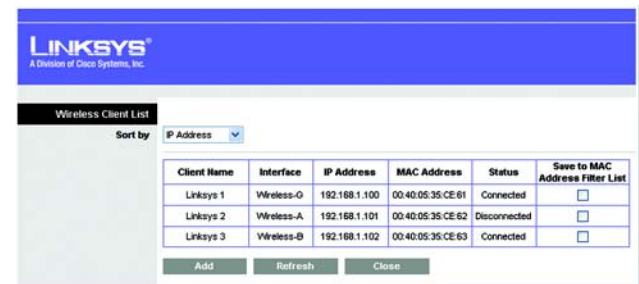 LINKSYS®
A Division of Cisco Systems, Inc.
Wireless Client List
Sort by IP Address
Client Name Interface IP Address MAC Address Status Save to MAC Address Filter List
Linksys 1 Wireless-G 192.168.1.100 00:40:05:35:CE:61 Connected
Linksys 2 Wireless-A 192.168.1.101 00:40:05:35:CE:62 Disconnected
Linksys 3 Wireless-B 192.168.1.102 00:40:05:35:CE:63 Connected
Add Refresh Close